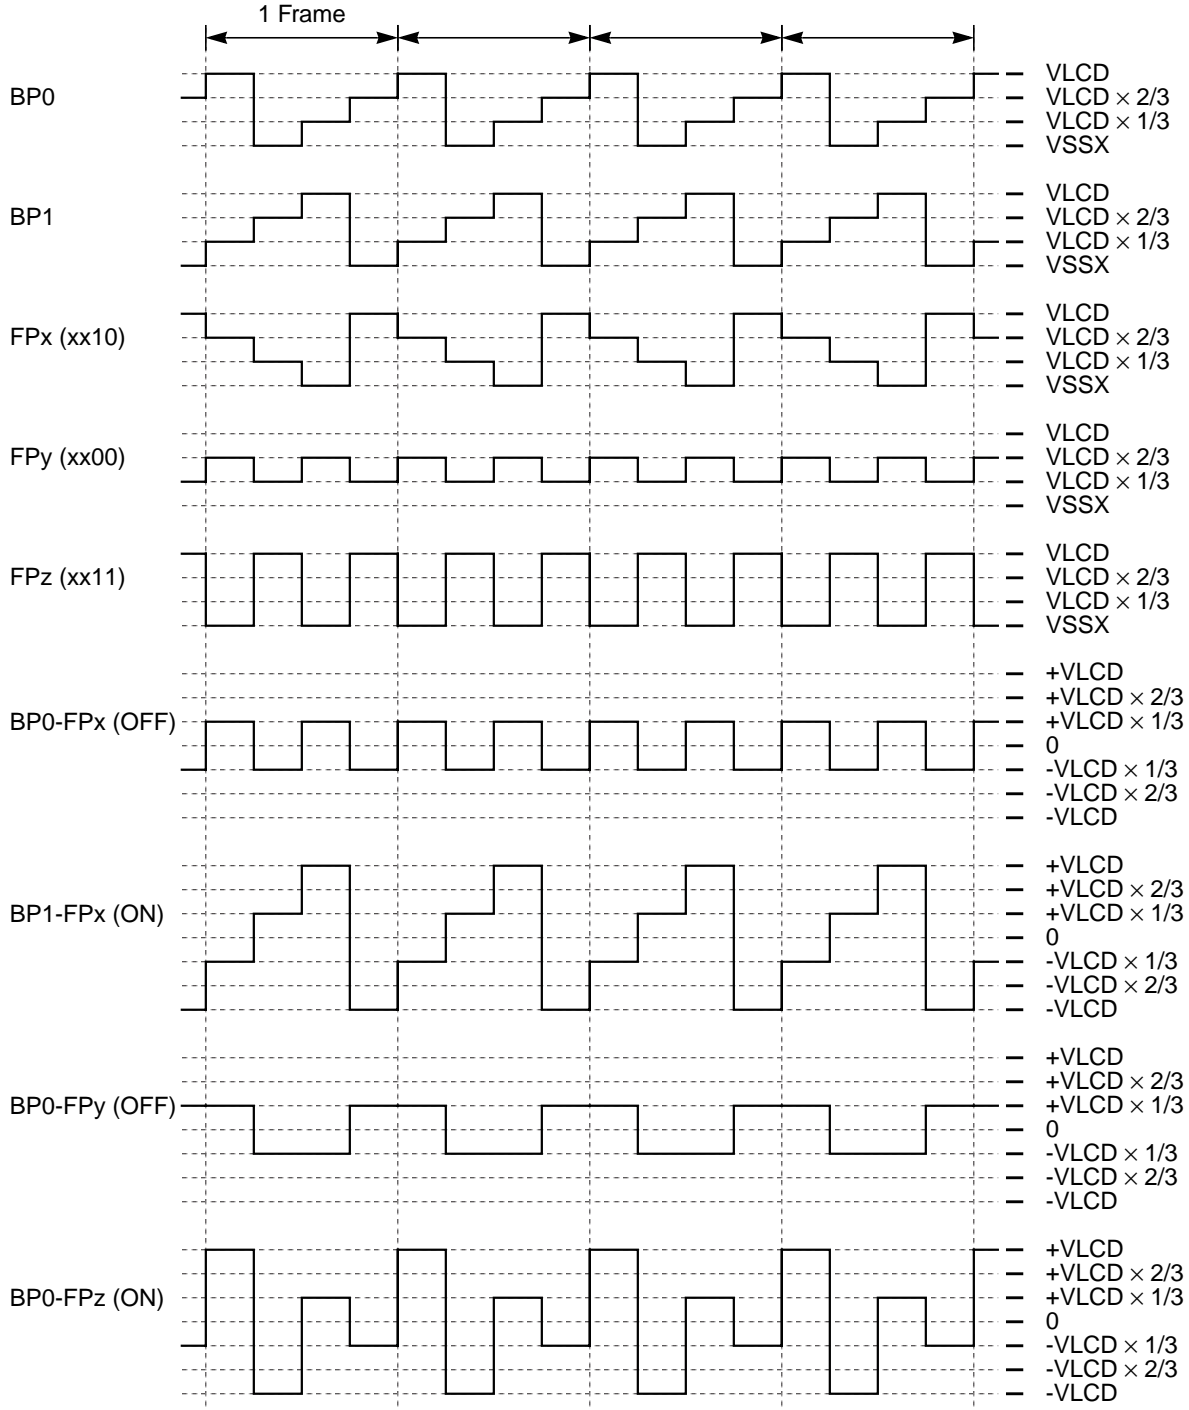 1 Frame
BP0
VLCD
VLCD × 2/3
VLCD × 1/3
VSSX
BP1
VLCD
VLCD × 2/3
VLCD × 1/3
VSSX
FPx (xx10)
VLCD
VLCD × 2/3
VLCD × 1/3
VSSX
FPy (xx00)
VLCD
VLCD × 2/3
VLCD × 1/3
VSSX
FPz (xx11)
VLCD
VLCD × 2/3
VLCD × 1/3
VSSX
BP0-FPx (OFF)
+VLCD
+VLCD × 2/3
+VLCD × 1/3
0
-VLCD × 1/3
-VLCD × 2/3
-VLCD
BP1-FPx (ON)
+VLCD
+VLCD × 2/3
+VLCD × 1/3
0
-VLCD × 1/3
-VLCD × 2/3
-VLCD
BP0-FPy (OFF)
+VLCD
+VLCD × 2/3
+VLCD × 1/3
0
-VLCD × 1/3
-VLCD × 2/3
-VLCD
BP0-FPz (ON)
+VLCD
+VLCD × 2/3
+VLCD × 1/3
0
-VLCD × 1/3
-VLCD × 2/3
-VLCD